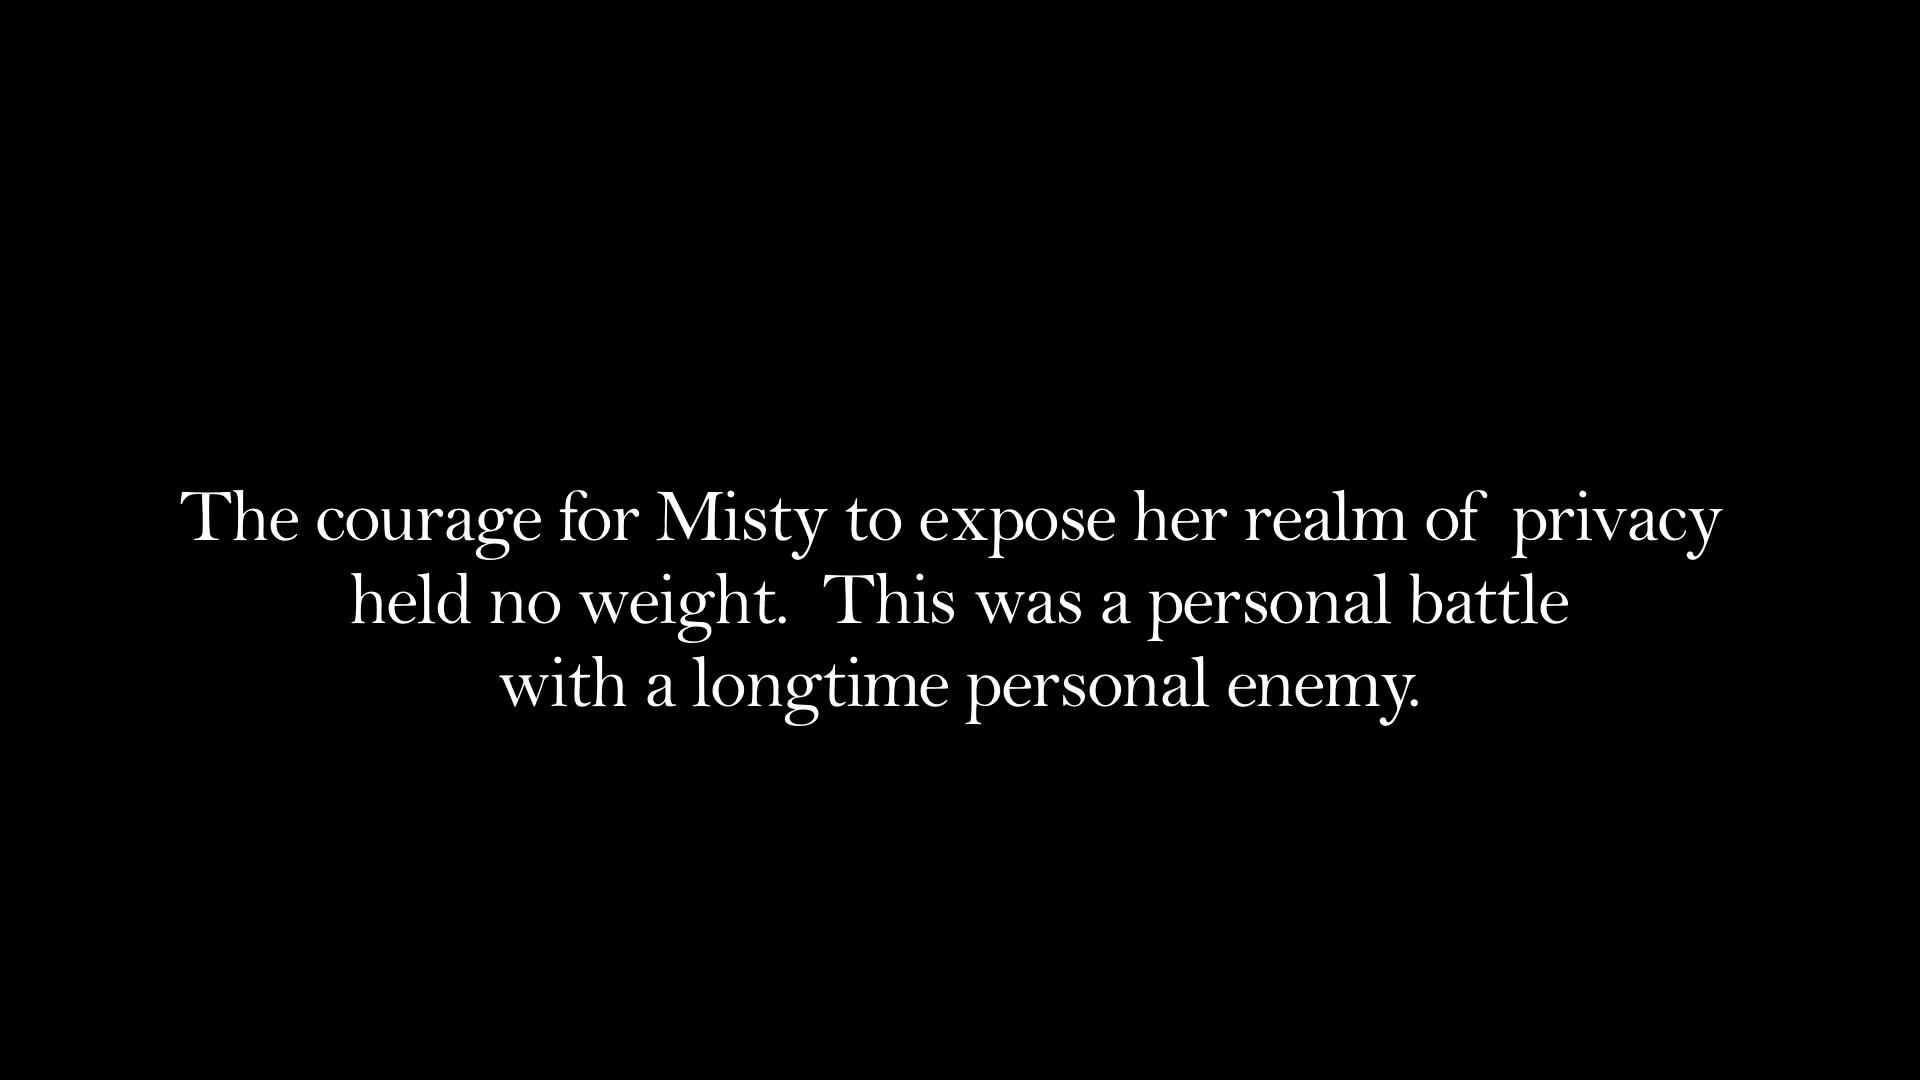 The courage for Misty to expose her realm of  privacy
held no weight.  This was a personal battle
with a longtime personal enemy.